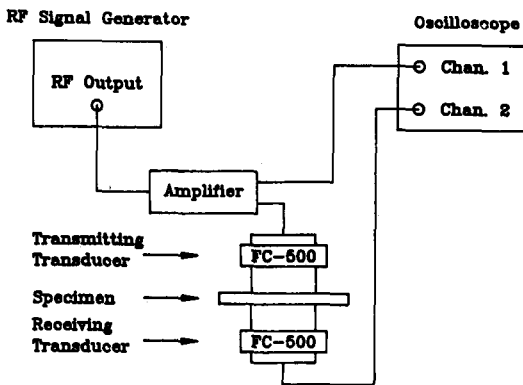 RF Signal Generator
RF Output
Oscilloscope
Chan. 1
Chan. 2
Amplifier
Transmitting
Transducer
FC-500
Specimen
Receiving
Transducer
FC-500